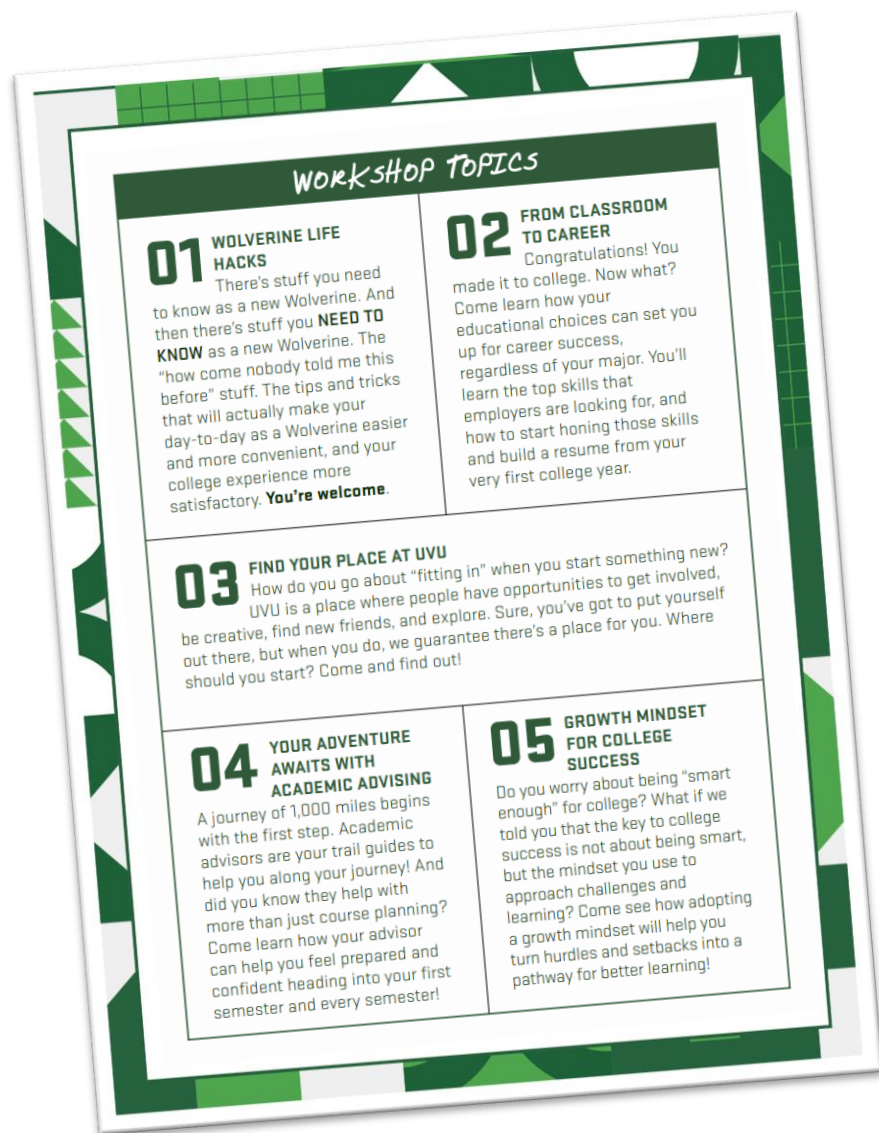 WORKSHOP TOPICS
01
WOLVERINE LIFE
HACKS
There's stuff you need
to know as a new Wolverine. And
then there's stuff you NEED TO
KNOW as a new Wolverine. The
"how come nobody told me this
before" stuff. The tips and tricks
that will actually make your
day-to-day as a Wolverine easier
and more convenient, and your
college experience more
satisfactory. You're welcome.
02
FROM CLASSROOM
TO CAREER
Congratulations! You
made it to college. Now what?
Come learn how your
educational choices can set you
up for career success,
regardless of your major. You'll
learn the top skills that
employers are looking for, and
how to start honing those skills
and build a resume from your
very first college year.
03
FIND YOUR PLACE AT UVU
How do you go about "fitting in" when you start something new?
UVU is a place where people have opportunities to get involved,
be creative, find new friends, and explore. Sure, you've got to put yourself
out there, but when you do, we guarantee there's a place for you. Where
should you start? Come and find out!
04
YOUR ADVENTURE
AWAITS WITH
ACADEMIC ADVISING
A journey of 1,000 miles begins
with the first step. Academic
advisors are your trail guides to
help you along your journey! And
did you know they help with
more than just course planning?
Come learn how your advisor
can help you feel prepared and
confident heading into your first
semester and every semester!
05
GROWTH MINDSET
FOR COLLEGE
SUCCESS
Do you worry about being "smart
enough" for college? What if we
told you that the key to college
success is not about being smart,
but the mindset you use to
approach challenges and
learning? Come see how adopting
a growth mindset will help you
turn hurdles and setbacks into a
pathway for better learning!